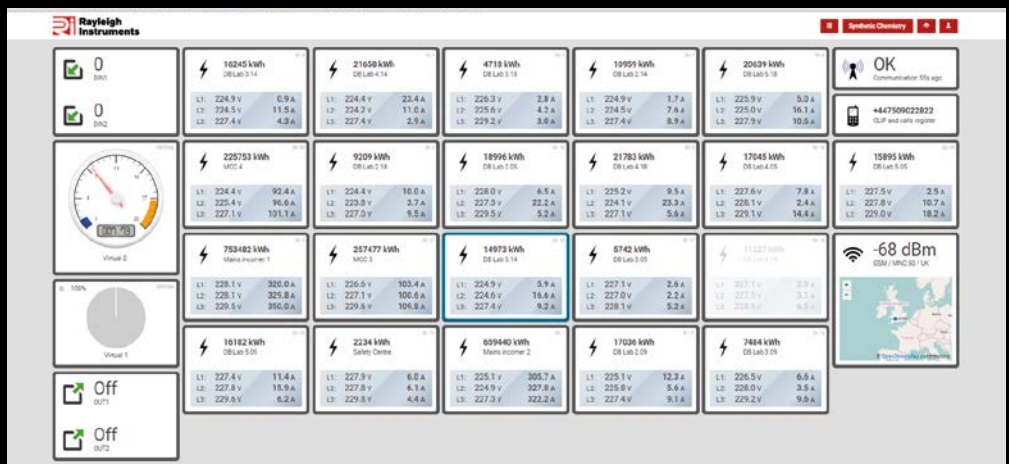 Rayleigh
Instruments
Synthetic Chemistry
0
DIN1
0
DIN2
16245 kWh
DB Lab 3.14
L1: 224.9 V 0.9 A
L2: 224.5 V 11.5 A
L3: 227.4 V 4.3 A
21658 kWh
DB Lab 4.14
L1: 224.4 V 23.4 A
L2: 224.2 V 11.0 A
L3: 227.4 V 2.9 A
4718 kWh
DB Lab 3.18
L1: 226.3 V 2.8 A
L2: 225.6 V 4.2 A
L3: 229.2 V 3.0 A
10959 kWh
DB Lab 2.14
L1: 224.9 V 1.7 A
L2: 224.5 V 7.6 A
L3: 227.4 V 8.9 A
20639 kWh
DB Lab 5.18
L1: 225.9 V 5.0 A
L2: 225.0 V 16.1 A
L3: 227.9 V 10.5 A
OK
Communication 58s ago
+447509022822
CLIP and calls register
Virtual 2
225753 kWh
MCC 4
L1: 224.4 V 92.4 A
L2: 225.4 V 96.6 A
L3: 227.1 V 101.1 A
9209 kWh
DB Lab 2.18
L1: 224.4 V 10.0 A
L2: 223.8 V 3.7 A
L3: 227.0 V 9.5 A
18996 kWh
DB Lab 2.05
L1: 228.0 V 6.5 A
L2: 227.3 V 22.2 A
L3: 229.5 V 5.2 A
21783 kWh
DB Lab 4.18
L1: 225.2 V 9.5 A
L2: 224.1 V 23.3 A
L3: 227.1 V 5.6 A
17045 kWh
DB Lab 4.05
L1: 227.6 V 7.8 A
L2: 228.1 V 2.4 A
L3: 229.1 V 14.4 A
15895 kWh
DB Lab 5.05
L1: 227.5 V 2.5 A
L2: 227.8 V 10.7 A
L3: 229.0 V 18.2 A
753482 kWh
Mains incomer 1
L1: 228.1 V 320.0 A
L2: 228.1 V 329.8 A
L3: 229.5 V 350.0 A
257477 kWh
MCC 3
L1: 226.6 V 103.4 A
L2: 227.1 V 100.6 A
L3: 229.6 V 109.8 A
14973 kWh
DB Lab 5.14
L1: 224.9 V 5.9 A
L2: 224.6 V 16.6 A
L3: 227.4 V 9.2 A
5742 kWh
DB Lab 3.05
L1: 227.1 V 2.6 A
L2: 227.0 V 2.2 A
L3: 228.1 V 5.2 A
-68 dBm
GSM / MNC:90 / UK
100%
Virtual 1
16182 kWh
DB Lab 5.09
L1: 227.4 V 11.4 A
L2: 227.8 V 18.9 A
L3: 229.6 V 6.2 A
2234 kWh
Safety Centre
L1: 227.9 V 6.0 A
L2: 227.8 V 6.1 A
L3: 229.8 V 4.4 A
659440 kWh
Mains incomer 2
L1: 225.1 V 305.7 A
L2: 224.9 V 327.8 A
L3: 227.3 V 322.2 A
17036 kWh
DB Lab 2.09
L1: 225.1 V 12.3 A
L2: 225.8 V 5.6 A
L3: 227.4 V 9.1 A
7484 kWh
DB Lab 3.09
L1: 226.5 V 6.6 A
L2: 228.0 V 3.5 A
L3: 229.2 V 9.6 A
Off
OUT1
Off
OUT2